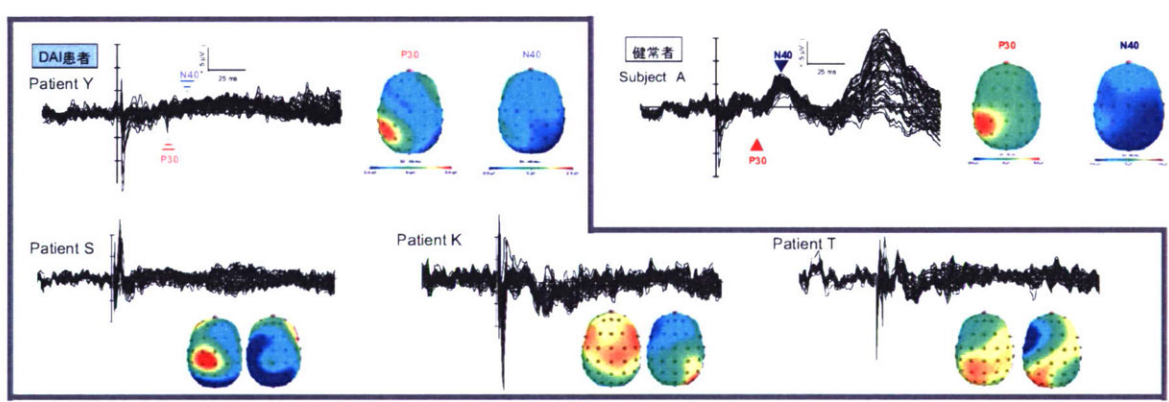 DAI患者
Patient Y
5 μV
25 ms
N40
P30
P30
N40
健常者
Subject A
N40
5 μV
25 ms
P30
P30
N40
Patient S
Patient K
Patient T